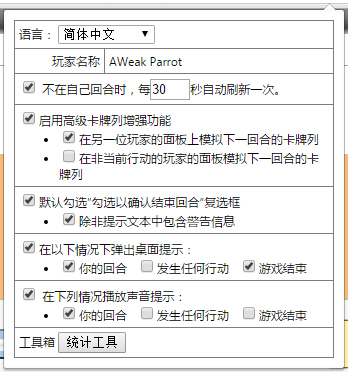 语言： 简体中文
玩家名称 AWeak Parrot
不在自己回合时，每30秒自动刷新一次。
启用高级卡牌列增强功能
在另一位玩家的面板上模拟下一回合的卡牌列
在非当前行动的玩家的面板模拟下一回合的卡
牌列
默认勾选“勾选以确认结束回合”复选框
除非提示文本中包含警告信息
在以下情况下弹出桌面提示：
你的回合 发生任何行动 游戏结束
在下列情况播放声音提示：
你的回合 发生任何行动 游戏结束
工具箱 统计工具